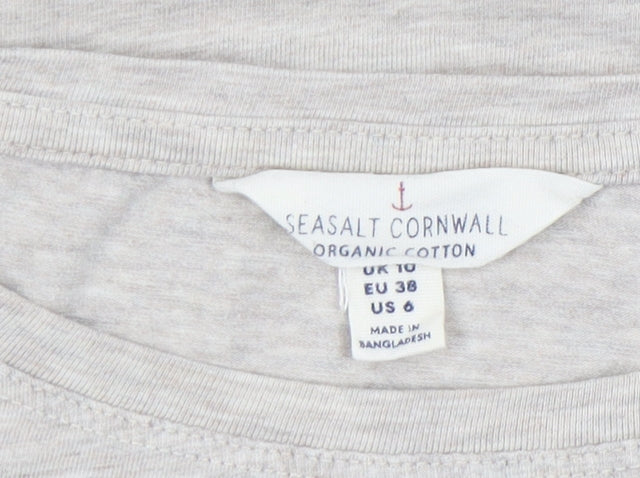 SEASALT CORNWALL
ORGANIC COTTON
UK 10
EU 38
US 6
MADE IN
BANGLADESH